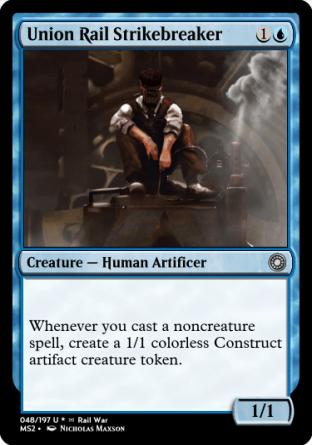 Union Rail Strikebreaker 1
Creature — Human Artificer
Whenever you cast a noncreature
spell, create a 1/1 colorless Construct
artifact creature token.
1/1
048/197 U * ∞ Rail War
MS2 • Nicholas Maxson